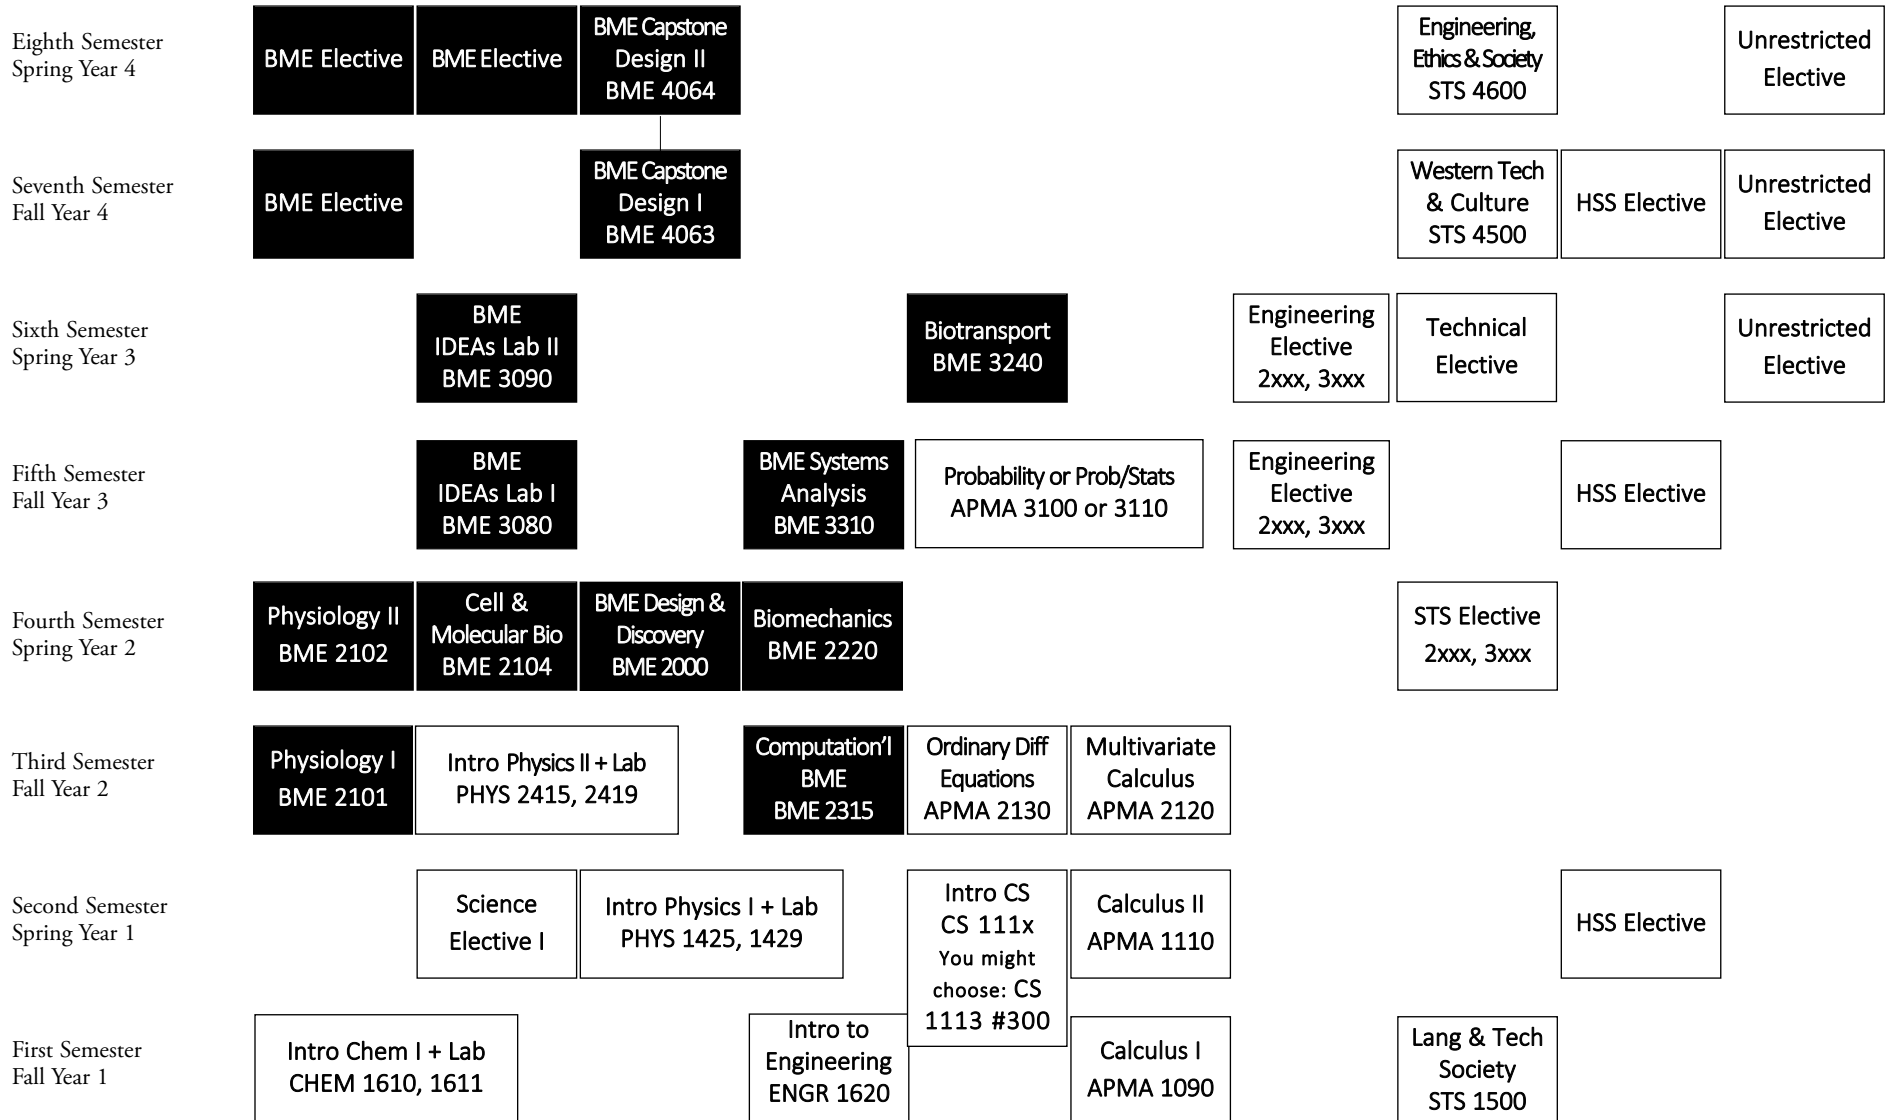 Eighth Semester
Spring Year 4
BME Elective
BME Elective
BME Capstone
Design II
BME 4064
Engineering,
Ethics & Society
STS 4600
Unrestricted
Elective
Seventh Semester
Fall Year 4
BME Elective
BME Capstone
Design I
BME 4063
Western Tech
& Culture
STS 4500
HSS Elective
Unrestricted
Elective
Sixth Semester
Spring Year 3
BME
IDEAs Lab II
BME 3090
Biotransport
BME 3240
Engineering
Elective
2xxx, 3xxx
Technical
Elective
Unrestricted
Elective
Fifth Semester
Fall Year 3
BME
IDEAs Lab I
BME 3080
BME Systems
Analysis
BME 3310
Probability or Prob/Stats
APMA 3100 or 3110
Engineering
Elective
2xxx, 3xxx
HSS Elective
Fourth Semester
Spring Year 2
Physiology II
BME 2102
Cell &
Molecular Bio
BME 2104
BME Design &
Discovery
BME 2000
Biomechanics
BME 2220
STS Elective
2xxx, 3xxx
Third Semester
Fall Year 2
Physiology I
BME 2101
Intro Physics II + Lab
PHYS 2415, 2419
Computation’l
BME
BME 2315
Ordinary Diff
Equations
APMA 2130
Multivariate
Calculus
APMA 2120
Second Semester
Spring Year 1
Science
Elective I
Intro Physics I + Lab
PHYS 1425, 1429
Intro CS
CS 111x
You might
choose: CS
1113 #300
Calculus II
APMA 1110
HSS Elective
First Semester
Fall Year 1
Intro Chem I + Lab
CHEM 1610, 1611
Intro to
Engineering
ENGR 1620
Calculus I
APMA 1090
Lang & Tech
Society
STS 1500